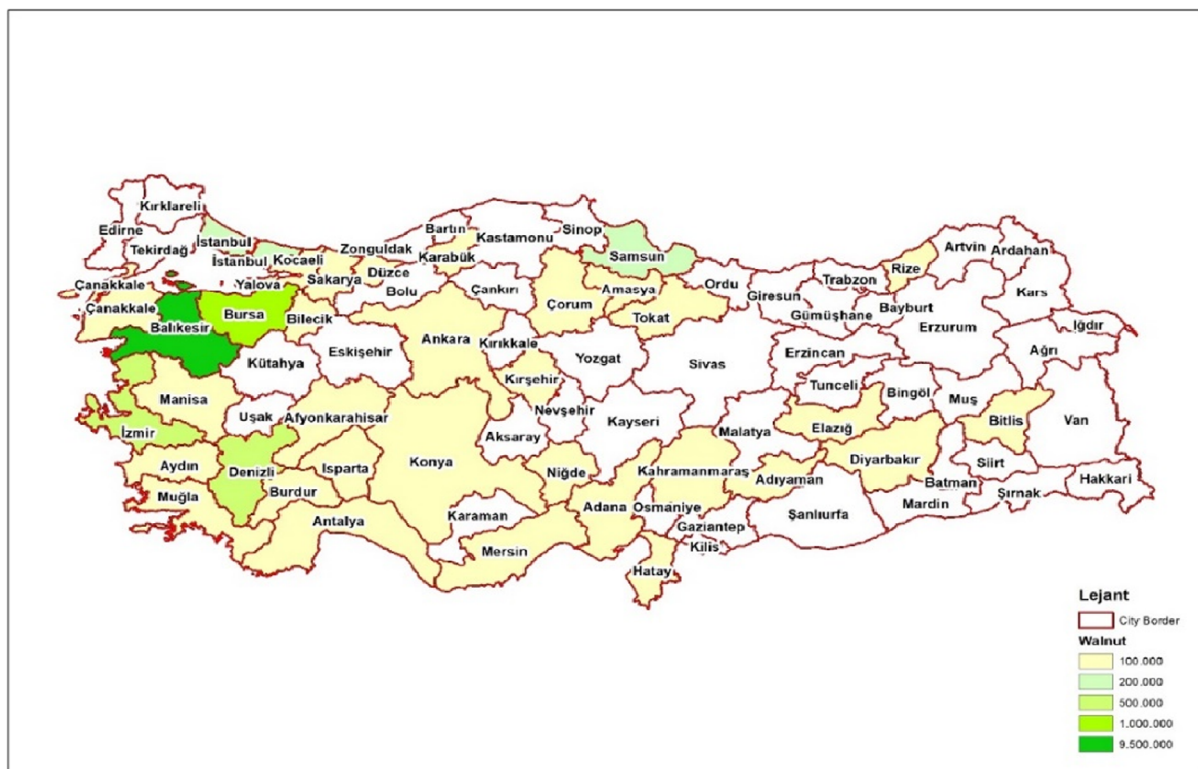 Kırklareli
Edirne
Tekirdağ
İstanbul
İstanbul
Kocaeli
Yalova
Sakarya
Düzce
Zonguldak
Bartın
Karabük
Kastamonu
Sinop
Samsun
Bolu
Çankırı
Çorum
Amasya
Tokat
Ordu
Giresun
Trabzon
Gümüşhane
Bayburt
Rize
Artvin
Ardahan
Kars
Iğdır
Erzurum
Ağrı
Çanakkale
Çanakkale
Balıkesir
Bursa
Bilecik
Kütahya
Eskişehir
Ankara
Kırıkkale
Kırşehir
Yozgat
Sivas
Erzincan
Tunceli
Bingöl
Muş
Bitlis
Van
Manisa
Uşak
Afyonkarahisar
İzmir
Denizli
Isparta
Konya
Aksaray
Nevşehir
Kayseri
Malatya
Elazığ
Diyarbakır
Batman
Siirt
Şırnak
Hakkari
Aydın
Muğla
Burdur
Antalya
Karaman
Mersin
Niğde
Adana
Kahramanmaraş
Osmaniye
Adıyaman
Gaziantep
Kilis
Şanlıurfa
Mardin
Hatay
Lejant
City Border
Walnut
100.000
200.000
500.000
1.000.000
9.500.000